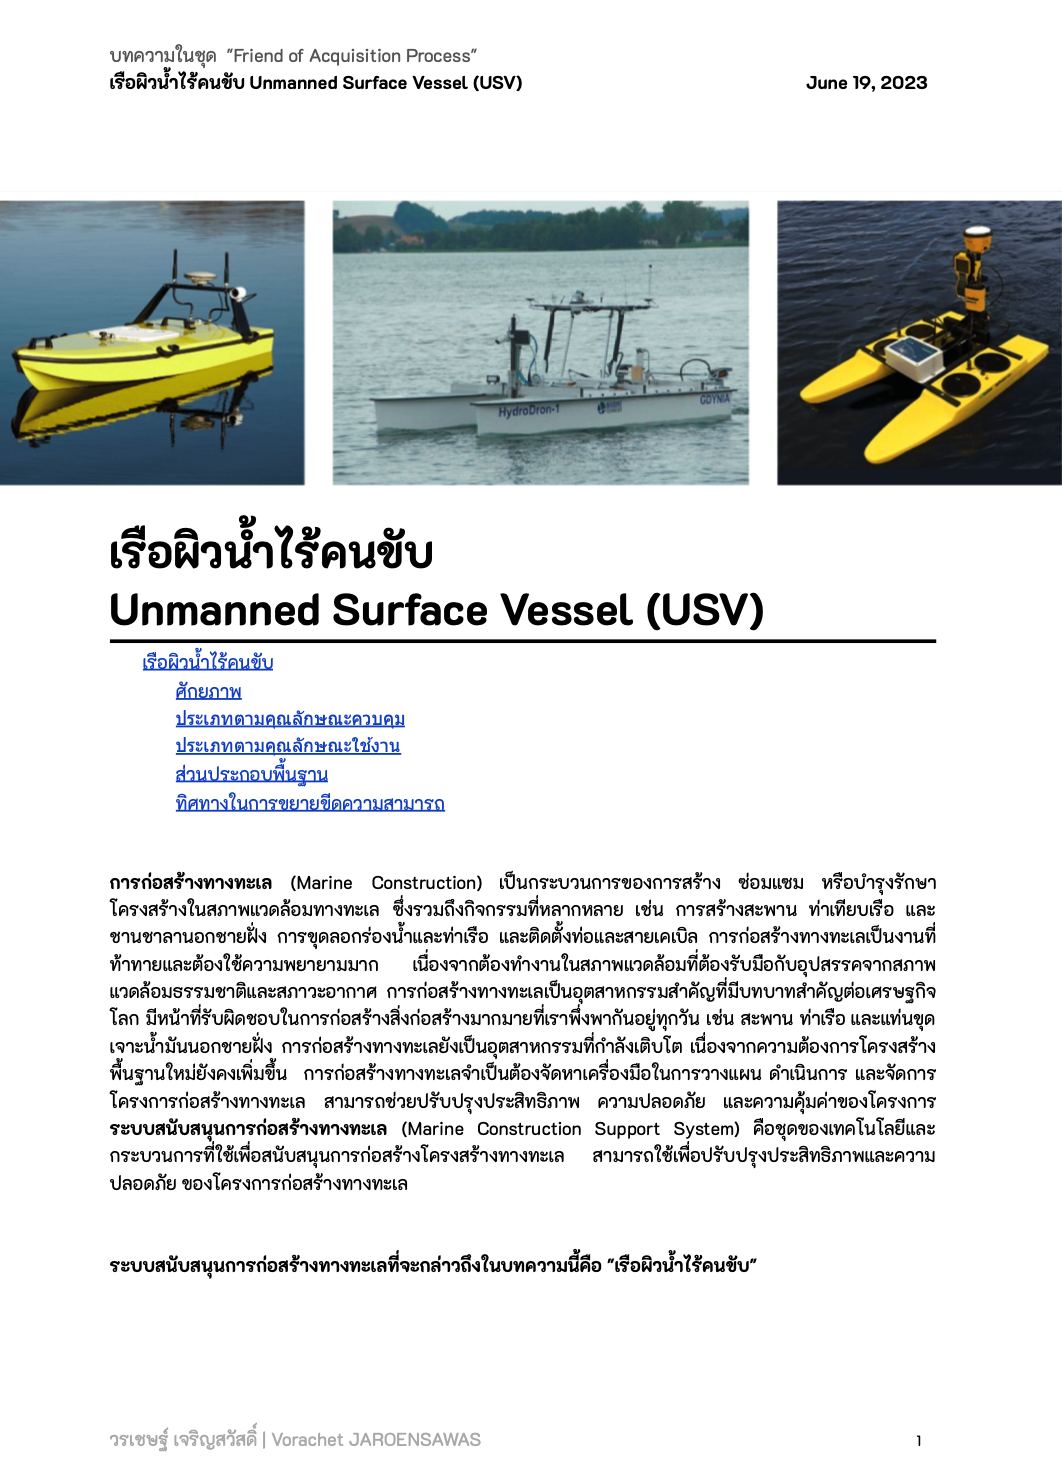 บทความในชุด "Friend of Acquisition Process"
เรือผิวน้ำไร้คนขับ Unmanned Surface Vessel (USV) June 19, 2023
HydroDron-1
GDYNIA
เรือผิวน้ำไร้คนขับ
Unmanned Surface Vessel (USV)
เรือผิวน้ำไร้คนขับ
ศักยภาพ
ประเภทตามคุณลักษณะควบคุม
ประเภทตามคุณลักษณะใช้งาน
ส่วนประกอบพื้นฐาน
ทิศทางในการขยายขีดความสามารถ
การก่อสร้างทางทะเล (Marine Construction) เป็นกระบวนการของการสร้าง ซ่อมแซม หรือบำรุงรักษา
โครงสร้างในสภาพแวดล้อมทางทะเล ซึ่งรวมถึงกิจกรรมที่หลากหลาย เช่น การสร้างสะพาน ท่าเทียบเรือ และ
ชานชาลานอกชายฝั่ง การขุดลอกร่องน้ำและท่าเรือ และติดตั้งท่อและสายเคเบิล การก่อสร้างทางทะเลเป็นงานที่
ท้าทายและต้องใช้ความพยายามมาก เนื่องจากต้องทำงานในสภาพแวดล้อมที่ต้องรับมือกับอุปสรรคจากสภาพ
แวดล้อมธรรมชาติและสภาวะอากาศ การก่อสร้างทางทะเลเป็นอุตสาหกรรมสำคัญที่มีบทบาทสำคัญต่อเศรษฐกิจ
โลก มีหน้าที่รับผิดชอบในการก่อสร้างสิ่งก่อสร้างมากมายที่เราพึ่งพากันอยู่ทุกวัน เช่น สะพาน ท่าเรือ และแท่นขุด
เจาะน้ำมันนอกชายฝั่ง การก่อสร้างทางทะเลยังเป็นอุตสาหกรรมที่กำลังเติบโต เนื่องจากความต้องการโครงสร้าง
พื้นฐานใหม่ยังคงเพิ่มขึ้น การก่อสร้างทางทะเลจำเป็นต้องจัดหาเครื่องมือในการวางแผน ดำเนินการ และจัดการ
โครงการก่อสร้างทางทะเล สามารถช่วยปรับปรุงประสิทธิภาพ ความปลอดภัย และความคุ้มค่าของโครงการ
ระบบสนับสนุนการก่อสร้างทางทะเล (Marine Construction Support System) คือชุดของเทคโนโลยีและ
กระบวนการที่ใช้เพื่อสนับสนุนการก่อสร้างโครงสร้างทางทะเล สามารถใช้เพื่อปรับปรุงประสิทธิภาพและความ
ปลอดภัย ของโครงการก่อสร้างทางทะเล
ระบบสนับสนุนการก่อสร้างทางทะเลที่จะกล่าวถึงในบทความนี้คือ "เรือผิวน้ำไร้คนขับ"
วรเชษฐ์ เจริญสวัสดิ์ | Vorachet JAROENSAWAS 1